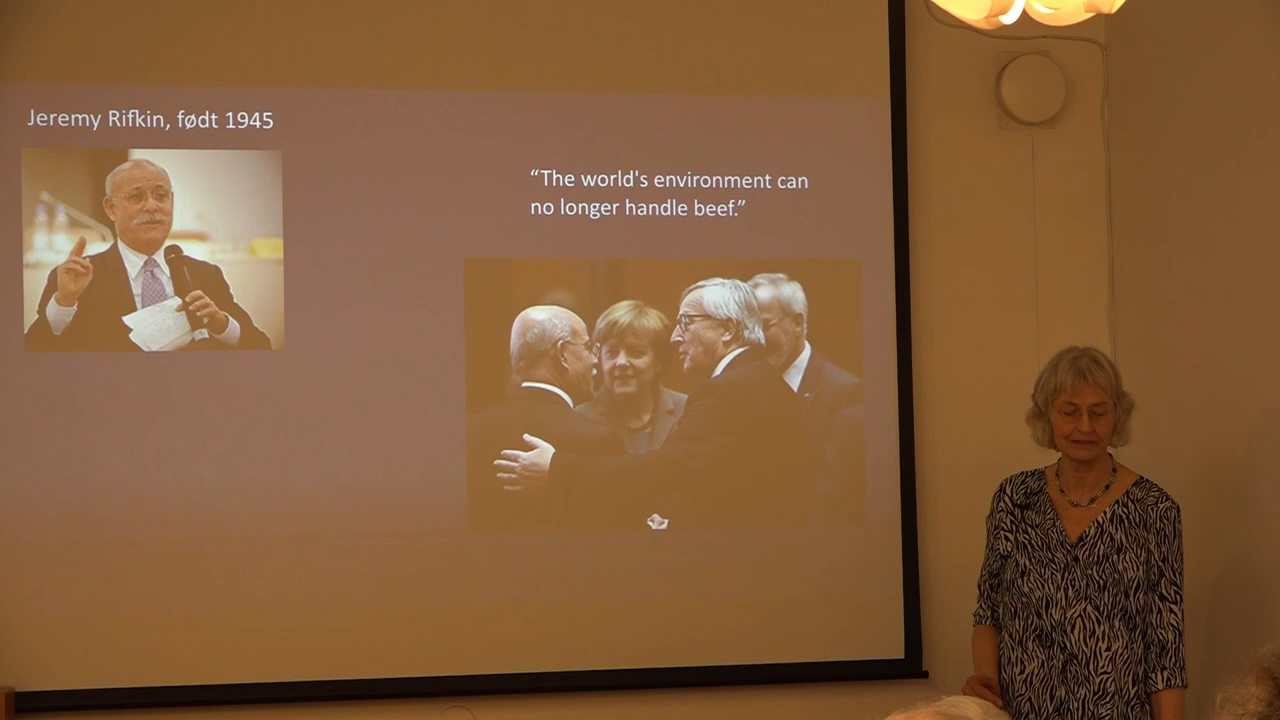 Jeremy Rifkin, født 1945
“The world's environment can
no longer handle beef.”